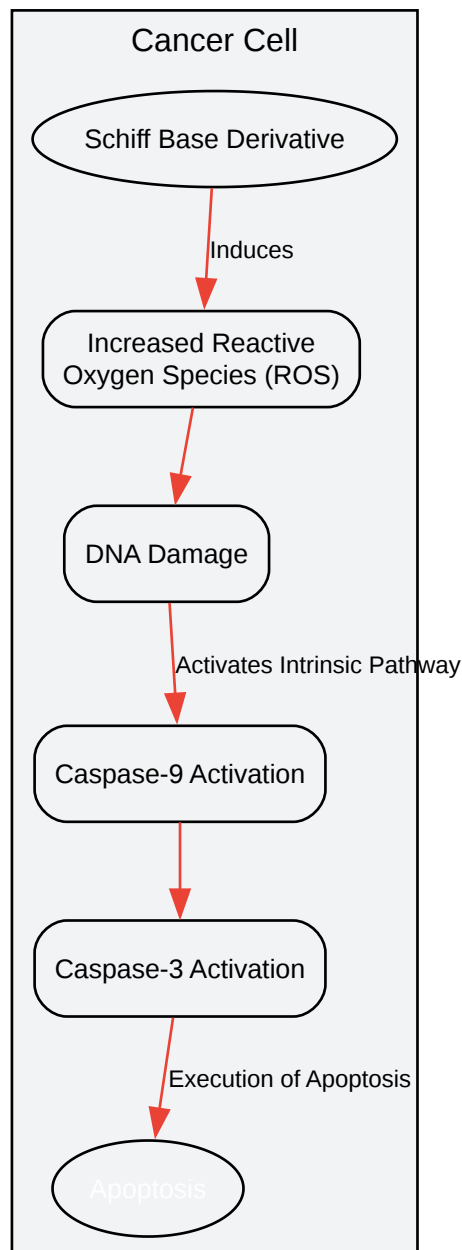 Cancer Cell
Schiff Base Derivative
Induces
Increased Reactive
Oxygen Species (ROS)
DNA Damage
Activates Intrinsic Pathway
Caspase-9 Activation
Caspase-3 Activation
Execution of Apoptosis
Apoptosis